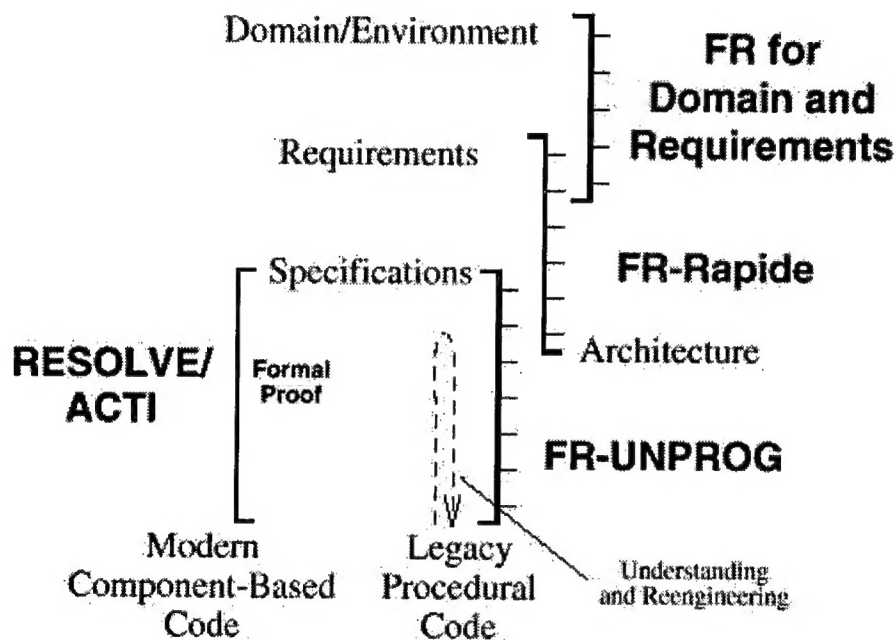 Domain/Environment
FR for
Domain and
Requirements
Requirements
Specifications
FR-Rapide
Architecture
RESOLVE/
ACTI
Formal
Proof
FR-UNPROG
Modern
Component-Based
Code
Legacy
Procedural
Code
Understanding
and Reengineering